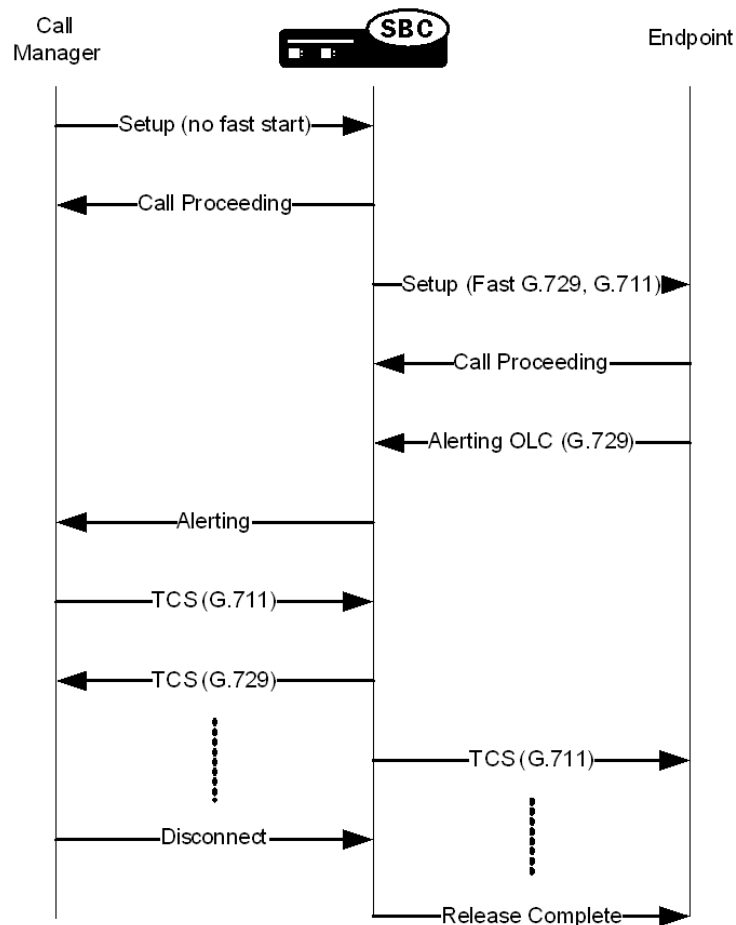 Call
Manager
SBC
Endpoint
Setup (no fast start)
Call Proceeding
Setup (Fast G.729, G.711)
Call Proceeding
Alerting OLC (G.729)
Alerting
TCS (G.711)
TCS (G.729)
TCS (G.711)
Disconnect
Release Complete